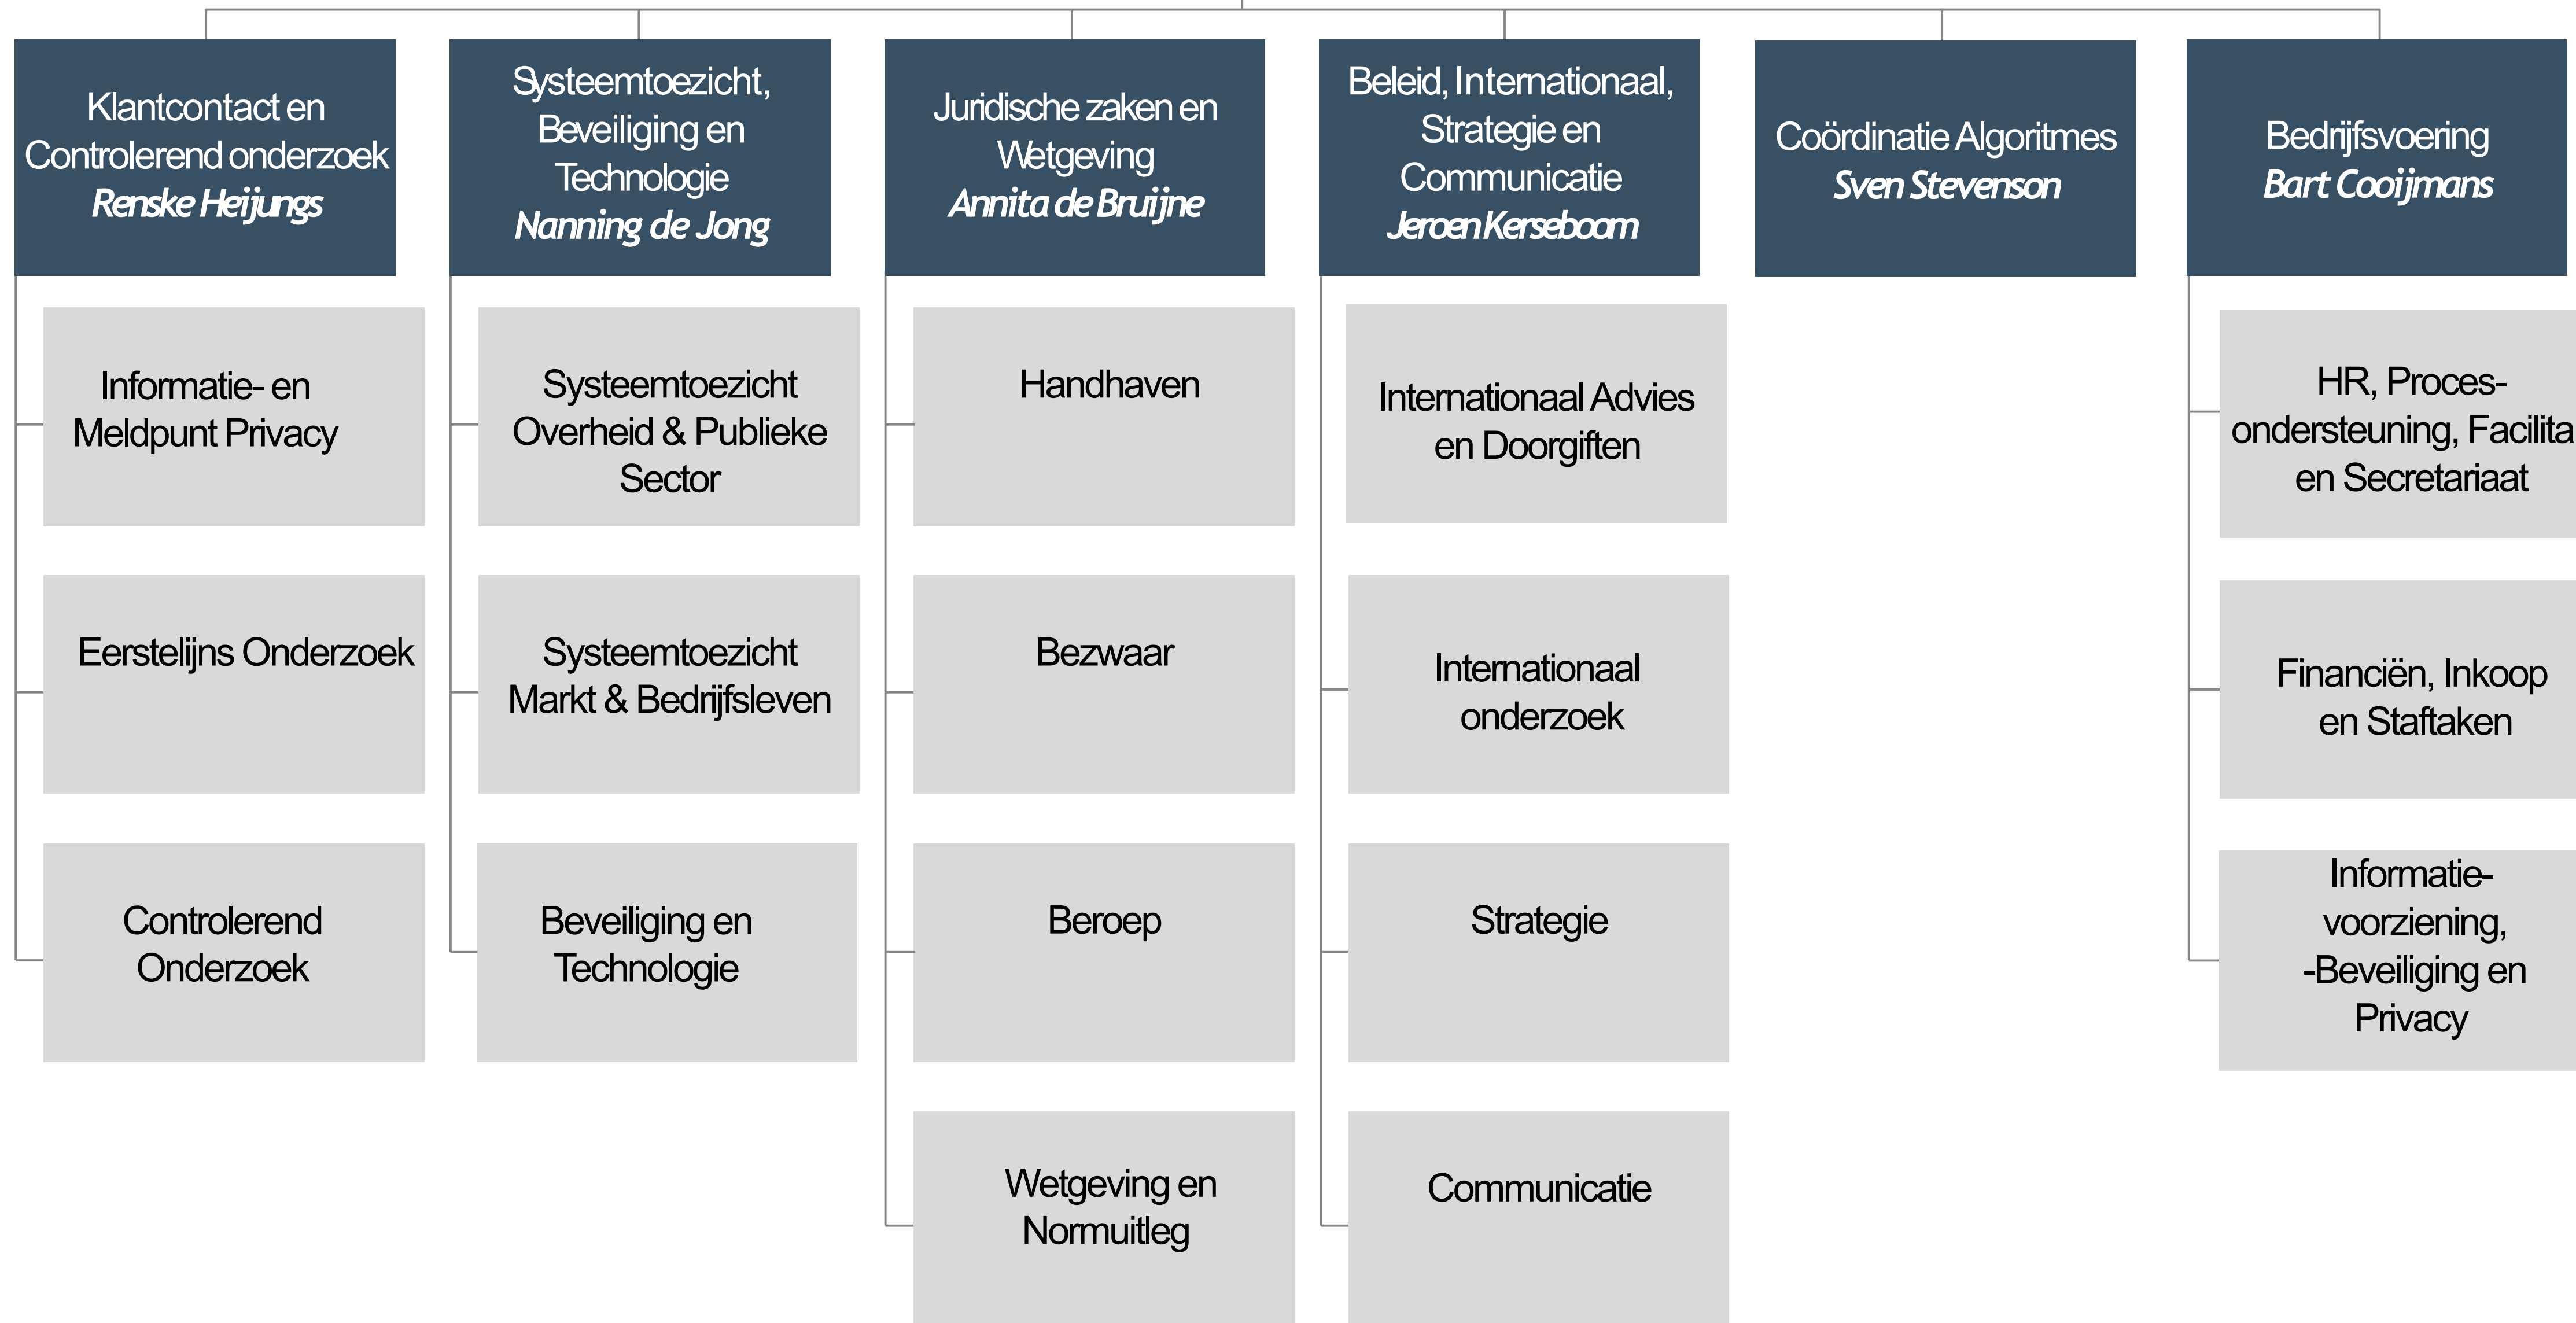 Klantcontact en
Controlerend onderzoek
Renske Heijungs
Informatie- en
Meldpunt Privacy
Eerstelijns Onderzoek
Controlerend
Onderzoek
Systeemtoezicht,
Beveiliging en
Technologie
Nanning de Jong
Systeemtoezicht
Overheid & Publieke
Sector
Systeemtoezicht
Markt & Bedrijfsleven
Beveiliging en
Technologie
Juridische zaken en
Wetgeving
Annita de Bruijne
Handhaven
Bezwaar
Beroep
Wetgeving en
Normuitleg
Beleid, Internationaal,
Strategie en
Communicatie
Jeroen Kerseboom
Internationaal Advies
en Doorgiften
Internationaal
onderzoek
Strategie
Communicatie
Coördinatie Algoritmes
Sven Stevenson
Bedrijfsvoering
Bart Cooijmans
HR, Proces-
ondersteuning, Facilita
en Secretariaat
Financiën, Inkoop
en Staftaken
Informatie-
voorziening,
-Beveiliging en
Privacy